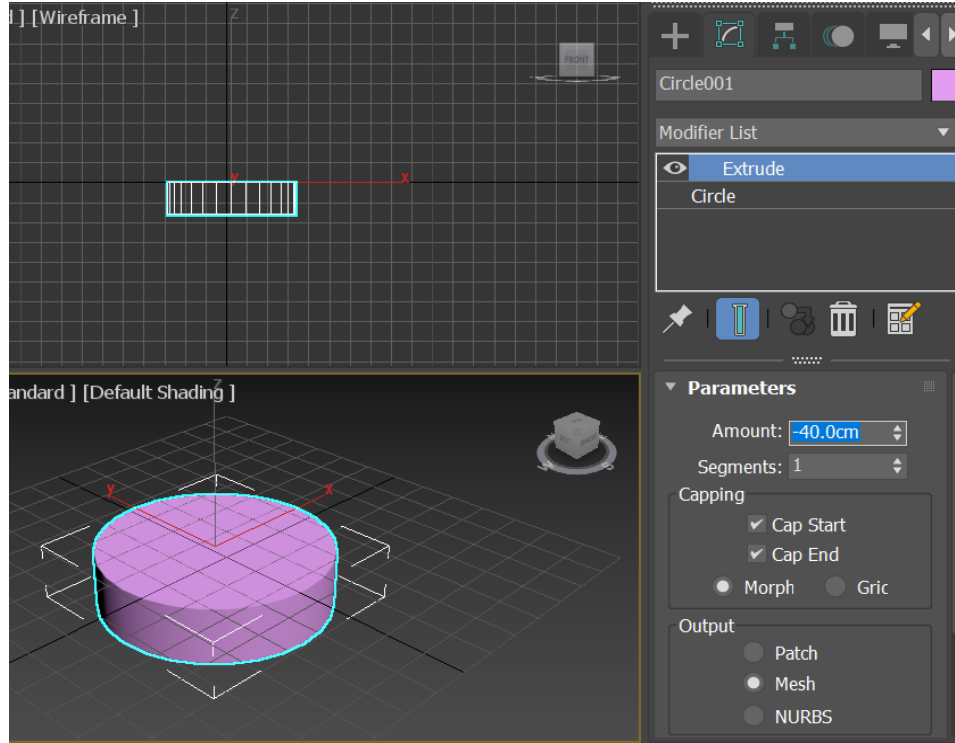 ] [Wireframe ]
z
FRONT
y
x
andard ] [Default Shading ]
z
y
x
Circle001
Modifier List
Extrude
Circle
Parameters
Amount: -40.0cm
Segments: 1
Capping
Cap Start
Cap End
Morph Gric
Output
Patch
Mesh
NURBS